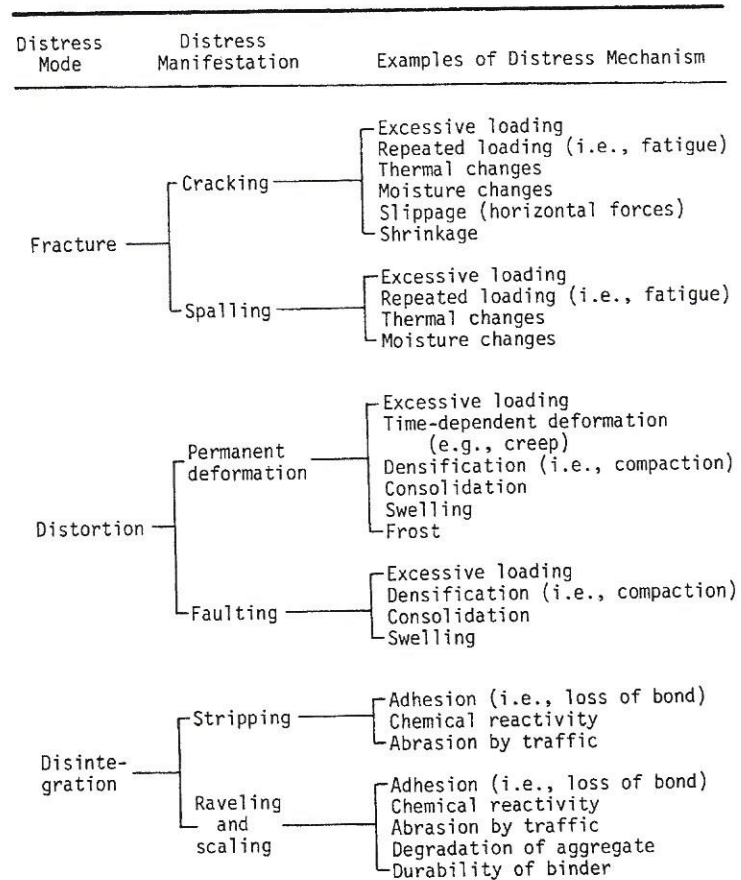 Distress Mode
Distress Manifestation
Examples of Distress Mechanism
Fracture
Cracking
Excessive loading
Repeated loading (i.e., fatigue)
Thermal changes
Moisture changes
Slippage (horizontal forces)
Shrinkage
Spalling
Excessive loading
Repeated loading (i.e., fatigue)
Thermal changes
Moisture changes
Distortion
Permanent
deformation
Excessive loading
Time-dependent deformation
(e.g., creep)
Densification (i.e., compaction)
Consolidation
Swelling
Frost
Faulting
Excessive loading
Densification (i.e., compaction)
Consolidation
Swelling
Disinte-
gration
Stripping
Adhesion (i.e., loss of bond)
Chemical reactivity
Abrasion by traffic
Raveling
and
scaling
Adhesion (i.e., loss of bond)
Chemical reactivity
Abrasion by traffic
Degradation of aggregate
Durability of binder